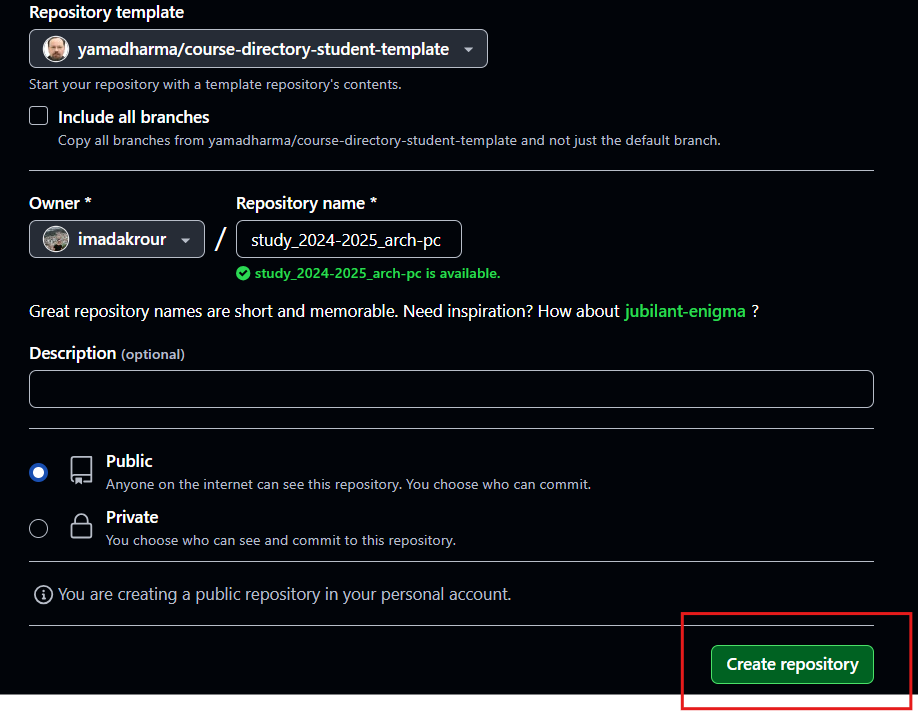 Repository template
yamadharma/course-directory-student-template
Start your repository with a template repository's contents.
Include all branches
Copy all branches from yamadharma/course-directory-student-template and not just the default branch.
Owner * Repository name *
imadakrour / study_2024-2025_arch-pc
study_2024-2025_arch-pc is available.
Great repository names are short and memorable. Need inspiration? How about jubilant-enigma ?
Description (optional)
Public
Anyone on the internet can see this repository. You choose who can commit.
Private
You choose who can see and commit to this repository.
You are creating a public repository in your personal account.
Create repository